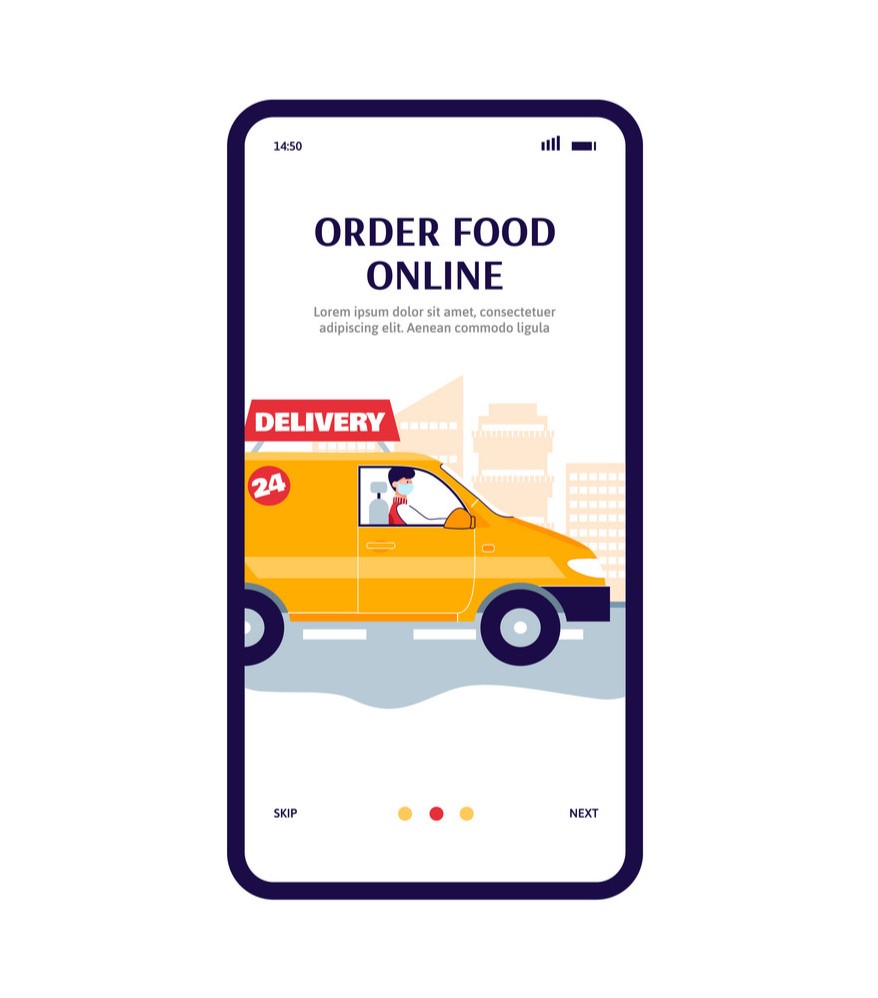 14:50
ORDER FOOD
ONLINE
Lorem ipsum dolor sit amet, consectetuer
adipiscing elit. Aenean commodo ligula
DELIVERY
24
SKIP
NEXT